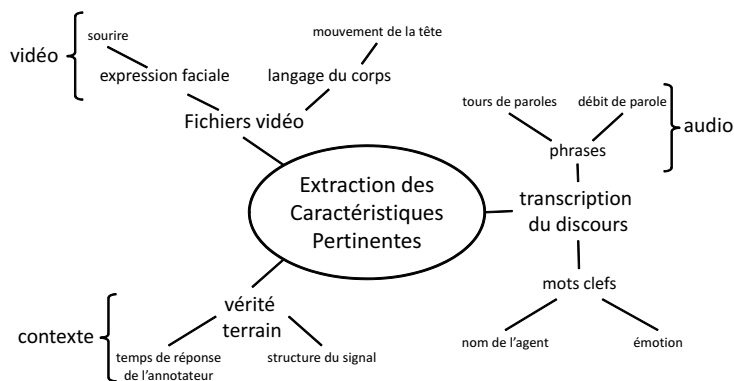 sourire
mouvement de la tête
vidéo
expression faciale
langage du corps
Fichiers vidéo
tours de paroles
débit de parole
audio
phrases
Extraction des
Caractéristiques
Pertinentes
transcription
du discours
mots clefs
nom de l'agent
émotion
vérité
terrain
contexte
temps de réponse
de l'annotateur
structure du signal